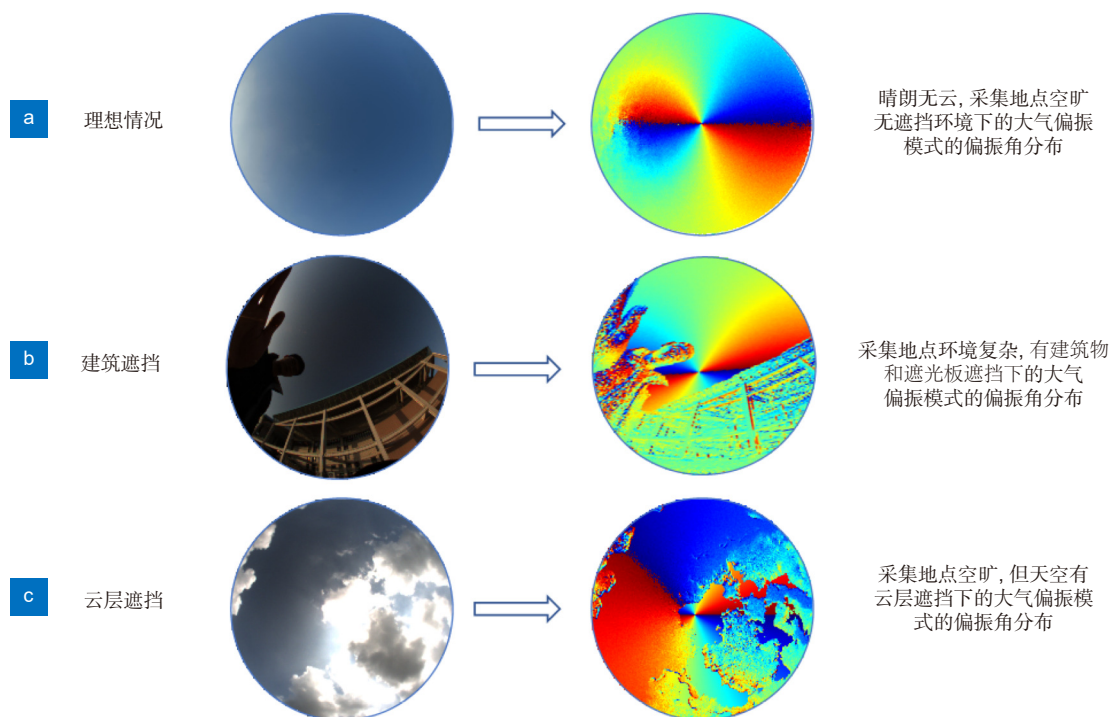 a
理想情况
晴朗无云, 采集地点空旷
无遮挡环境下的大气偏振
模式的偏振角分布
b
建筑遮挡
采集地点环境复杂, 有建筑物
和遮光板遮挡下的大气
偏振模式的偏振角分布
c
云层遮挡
采集地点空旷, 但天空有
云层遮挡下的大气偏振模
式的偏振角分布